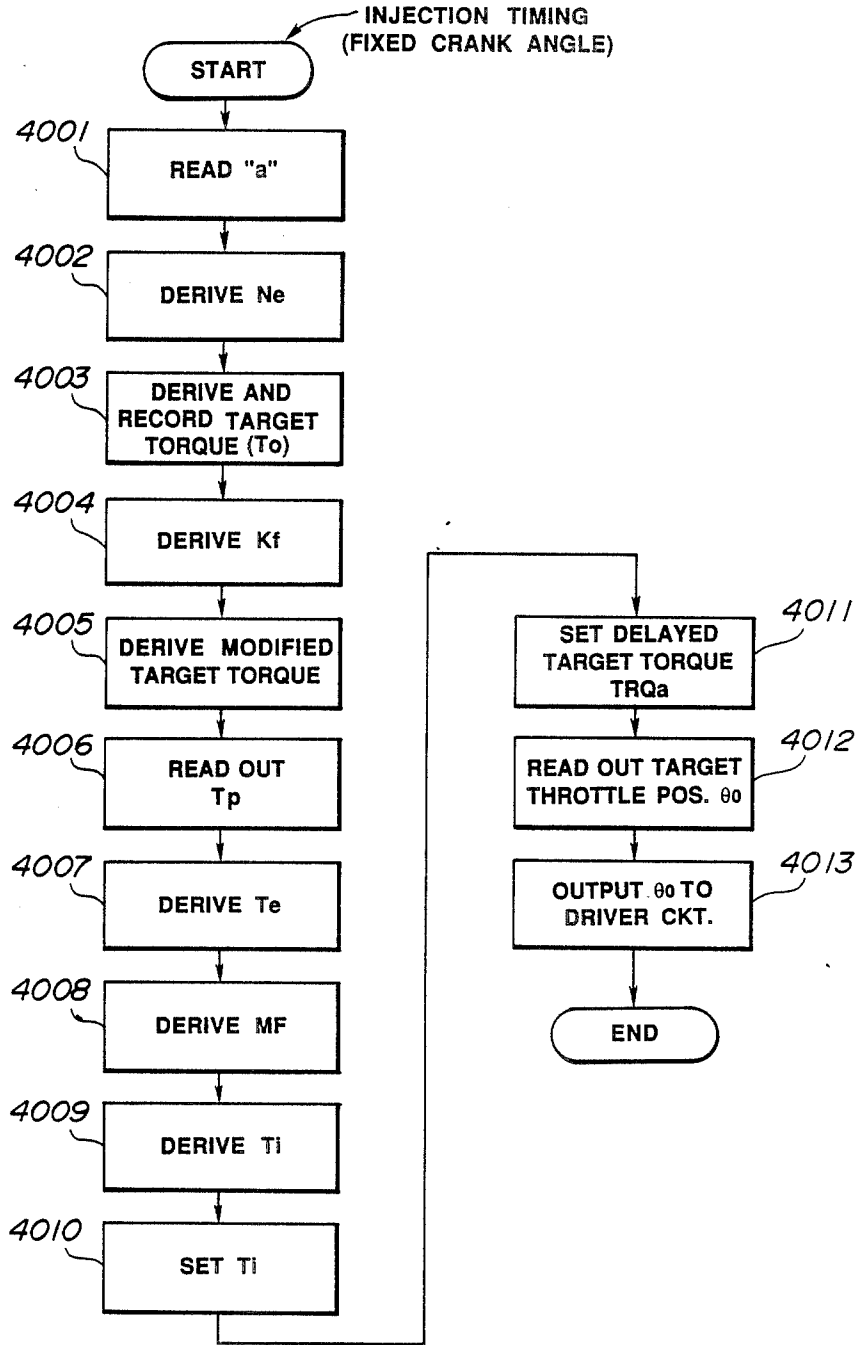 INJECTION TIMING
(FIXED CRANK ANGLE)
START
4001
READ "a"
4002
DERIVE Ne
4003
DERIVE AND
RECORD TARGET
TORQUE (To)
4004
DERIVE Kf
4005
DERIVE MODIFIED
TARGET TORQUE
4006
READ OUT
Tp
4007
DERIVE Te
4008
DERIVE MF
4009
DERIVE Ti
4010
SET Ti
4011
SET DELAYED
TARGET TORQUE
TRQa
4012
READ OUT TARGET
THROTTLE POS. θ0
4013
OUTPUT θ0 TO
DRIVER CKT.
END